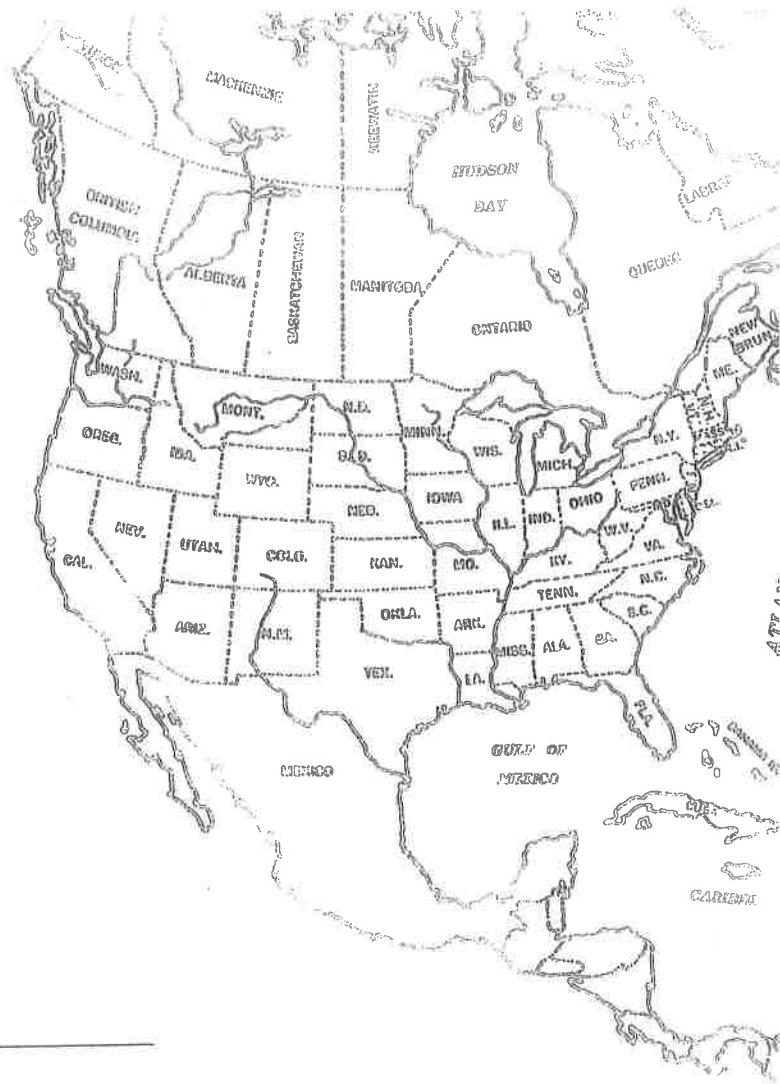 YUKON
MACKENZIE
KEEWATIN
HUDSON
BAY
BRITISH
COLUMBIA
ALBERTA
SASKATCHEWAN
MANITOBA
ONTARIO
QUEBEC
NEW
BRUN.
ME.
WASH.
MONT.
N.D.
MINN.
N.H.
OREG.
IDA.
S.D.
WIS.
MICH.
N.Y.
WYO.
IOWA
PENN.
NEB.
ILL.
IND.
OHIO
NEV.
UTAH.
COLO.
KAN.
MO.
W.V.
VA.
CAL.
KY.
N.C.
TENN.
ARIZ.
N.M.
OKLA.
ARK.
S.C.
MISS.
ALA.
GA.
TEX.
LA.
FLA.
MEXICO
GULF OF
MEXICO
CUBA